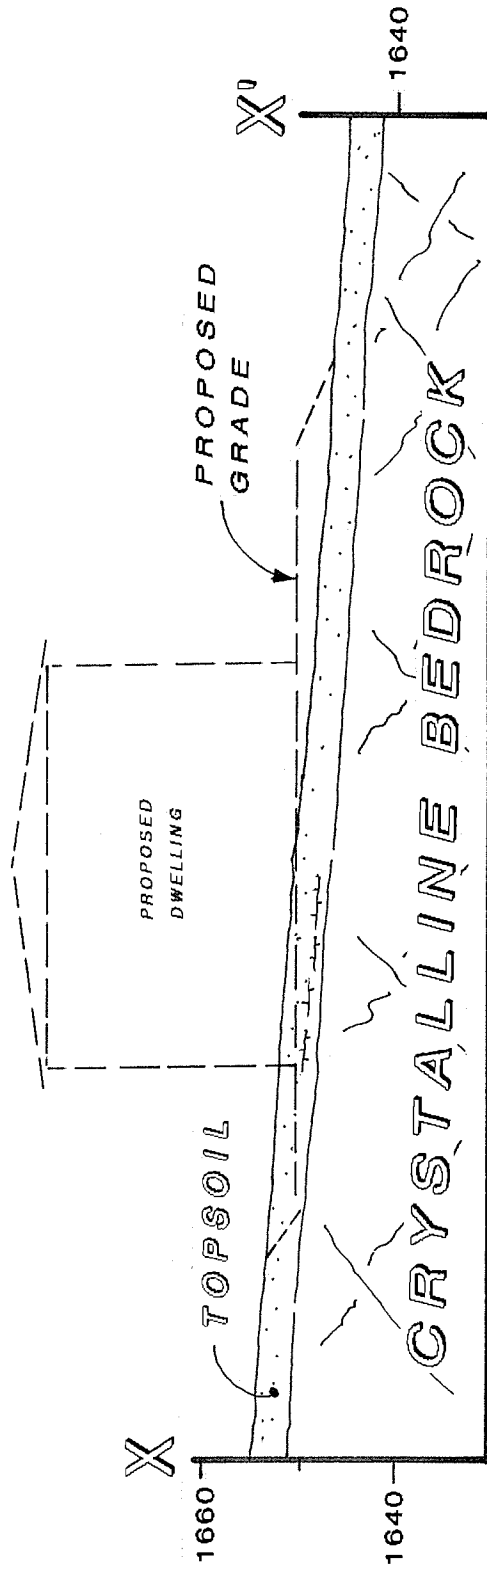 X
X'
1660
1640
1640
TOPSOIL
PROPOSED
DWELLING
PROPOSED
GRADE
CRYSTALLINE BEDROCK